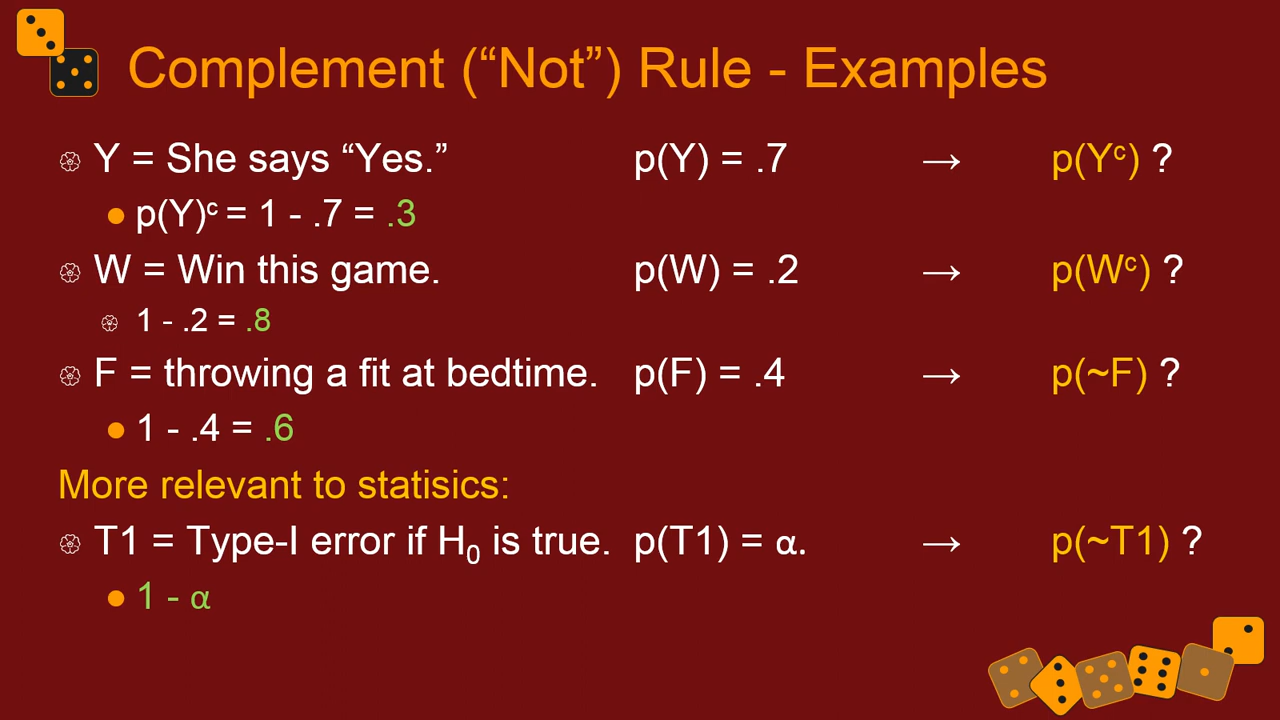 Complement (“Not”) Rule - Examples
Y = She says “Yes.” p(Y) = .7 → p(Yᶜ) ?
p(Y)ᶜ = 1 - .7 = .3
W = Win this game. p(W) = .2 → p(Wᶜ) ?
1 - .2 = .8
F = throwing a fit at bedtime. p(F) = .4 → p(~F) ?
1 - .4 = .6
More relevant to statisics:
T1 = Type-I error if H₀ is true. p(T1) = α. → p(~T1) ?
1 - α